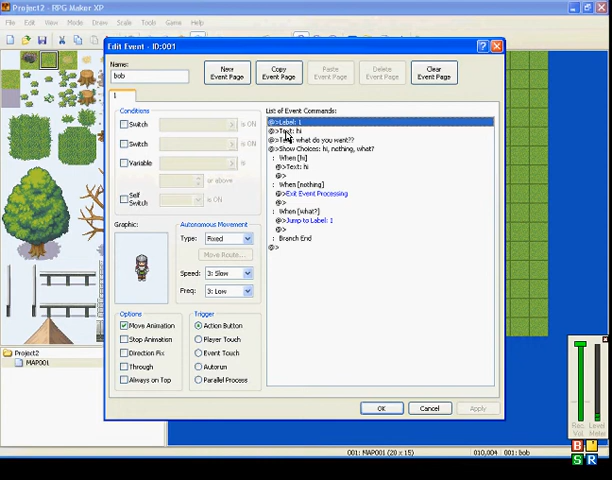 Project2 - RPG Maker XP
File Edit View Mode Draw Scale Tools Game Help
Edit Event - ID:001
Name:
bob
New
Event Page
Copy
Event Page
Paste
Event Page
Delete
Event Page
Clear
Event Page
1
Conditions
Switch
is ON
Switch
is ON
Variable
is
or above
Self
Switch
is ON
Graphic:
Autonomous Movement
Type: Fixed
Move Route...
Speed: 3: Slow
Freq: 3: Low
Options
Move Animation
Stop Animation
Direction Fix
Through
Always on Top
Trigger
Action Button
Player Touch
Event Touch
Autorun
Parallel Process
List of Event Commands:
@>Label: 1
@>Text: hi
@>Text: what do you want??
@>Show Choices: hi, nothing, what?
: When [hi]
@>Text: hi
@>
: When [nothing]
@>Exit Event Processing
@>
: When [what?]
@>Jump to Label: 1
@>
: Branch End
@>
OK
Cancel
Apply
Project2
MAP001
Rec.
Vol
Level
Meter
B R
S R
001: MAP001 (20 x 15)
010,004
001: bob